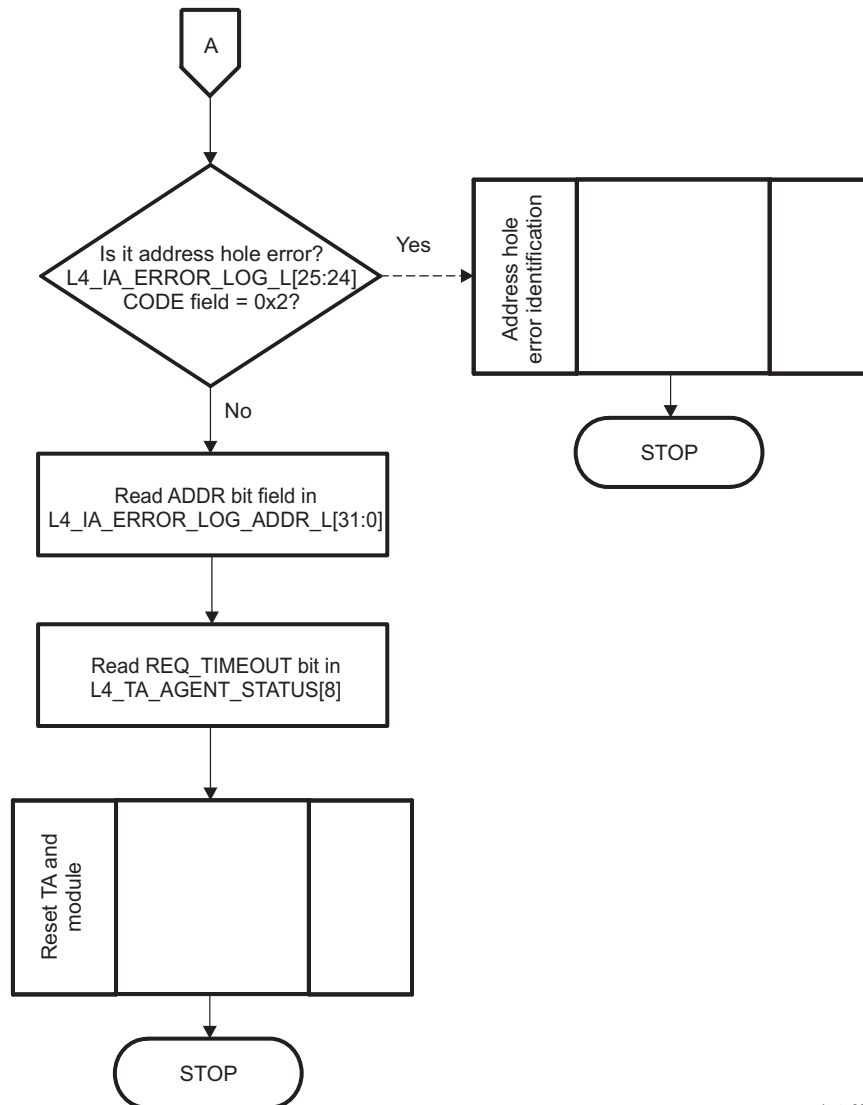 A
Is it address hole error?
L4_IA_ERROR_LOG_L[25:24]
CODE field = 0x2?
Yes
Address hole
error identification
STOP
No
Read ADDR bit field in
L4_IA_ERROR_LOG_ADDR_L[31:0]
Read REQ_TIMEOUT bit in
L4_TA_AGENT_STATUS[8]
Reset TA and
module
STOP